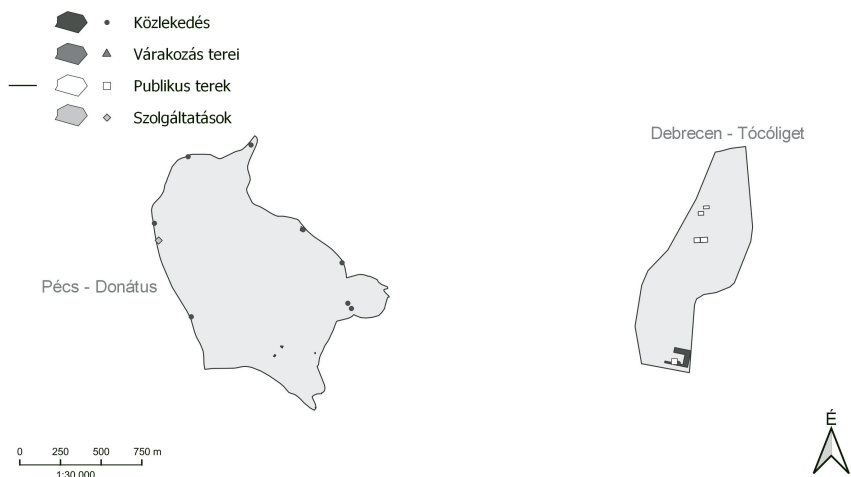 Közlekedés
Várakozás terei
Publikus terek
Szolgáltatások
Debrecen - Tócóliget
Pécs - Donátus
É
0 250 500 750 m
1:30 000